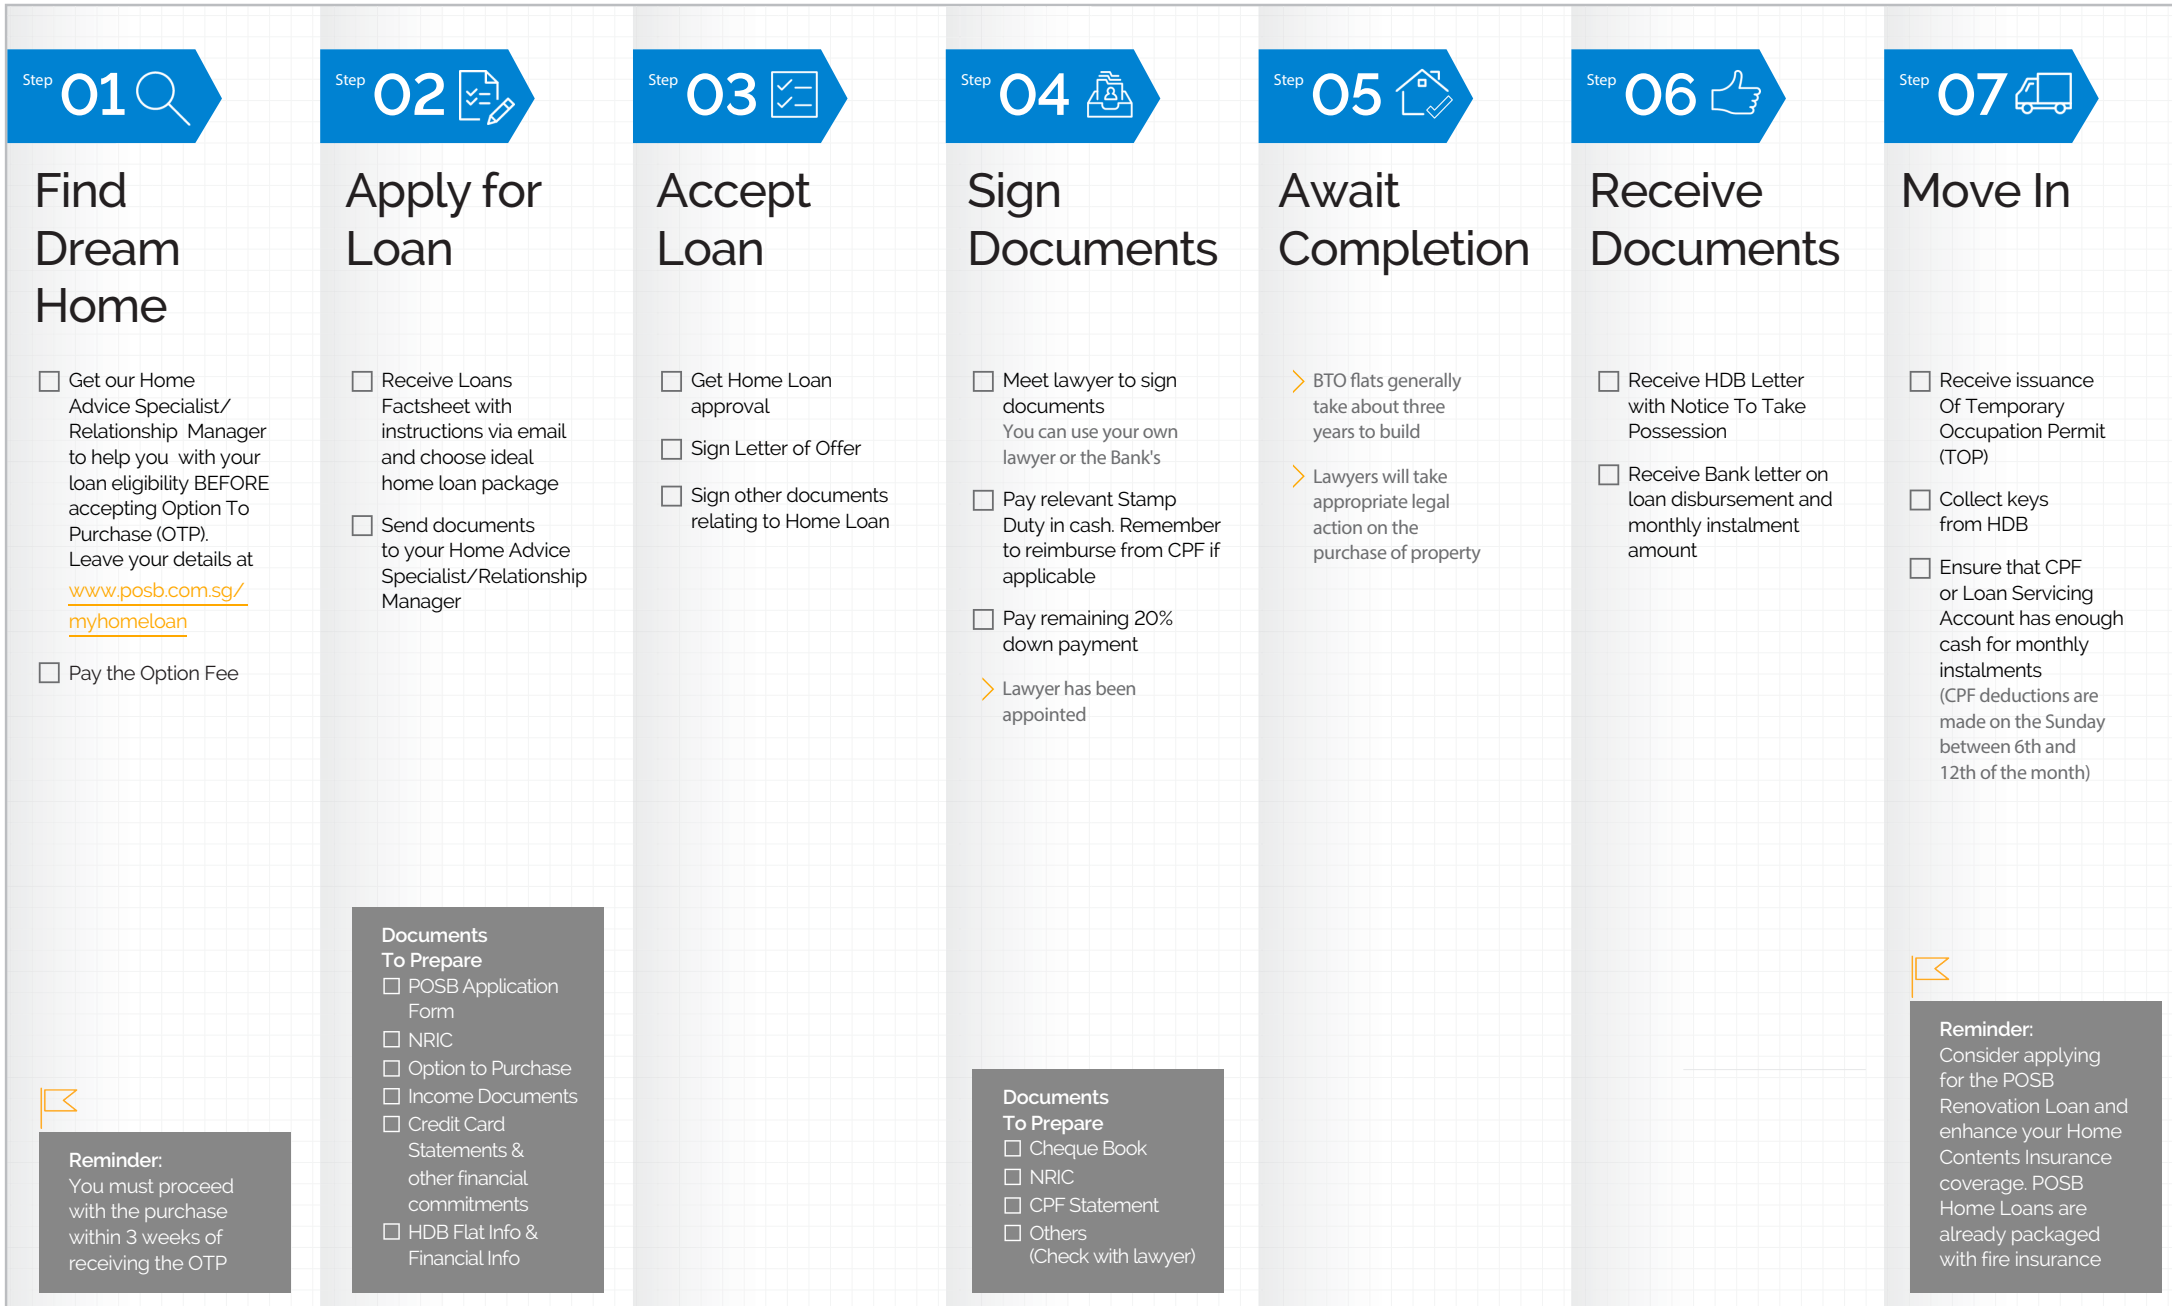 Step 01
Find
Dream
Home
Get our Home
Advice Specialist/
Relationship Manager
to help you with your
loan eligibility BEFORE
accepting Option To
Purchase (OTP).
Leave your details at
www.posb.com.sg/
myhomeloan
Pay the Option Fee
Reminder:
You must proceed
with the purchase
within 3 weeks of
receiving the OTP
Step 02
Apply for
Loan
Receive Loans
Factsheet with
instructions via email
and choose ideal
home loan package
Send documents
to your Home Advice
Specialist/Relationship
Manager
Documents
To Prepare
POSB Application
Form
NRIC
Option to Purchase
Income Documents
Credit Card
Statements &
other financial
commitments
HDB Flat Info &
Financial Info
Step 03
Accept
Loan
Get Home Loan
approval
Sign Letter of Offer
Sign other documents
relating to Home Loan
Step 04
Sign
Documents
Meet lawyer to sign
documents
You can use your own
lawyer or the Bank's
Pay relevant Stamp
Duty in cash. Remember
to reimburse from CPF if
applicable
Pay remaining 20%
down payment
Lawyer has been
appointed
Documents
To Prepare
Cheque Book
NRIC
CPF Statement
Others
(Check with lawyer)
Step 05
Await
Completion
BTO flats generally
take about three
years to build
Lawyers will take
appropriate legal
action on the
purchase of property
Step 06
Receive
Documents
Receive HDB Letter
with Notice To Take
Possession
Receive Bank letter on
loan disbursement and
monthly instalment
amount
Step 07
Move In
Receive issuance
Of Temporary
Occupation Permit
(TOP)
Collect keys
from HDB
Ensure that CPF
or Loan Servicing
Account has enough
cash for monthly
instalments
(CPF deductions are
made on the Sunday
between 6th and
12th of the month)
Reminder:
Consider applying
for the POSB
Renovation Loan and
enhance your Home
Contents Insurance
coverage. POSB
Home Loans are
already packaged
with fire insurance